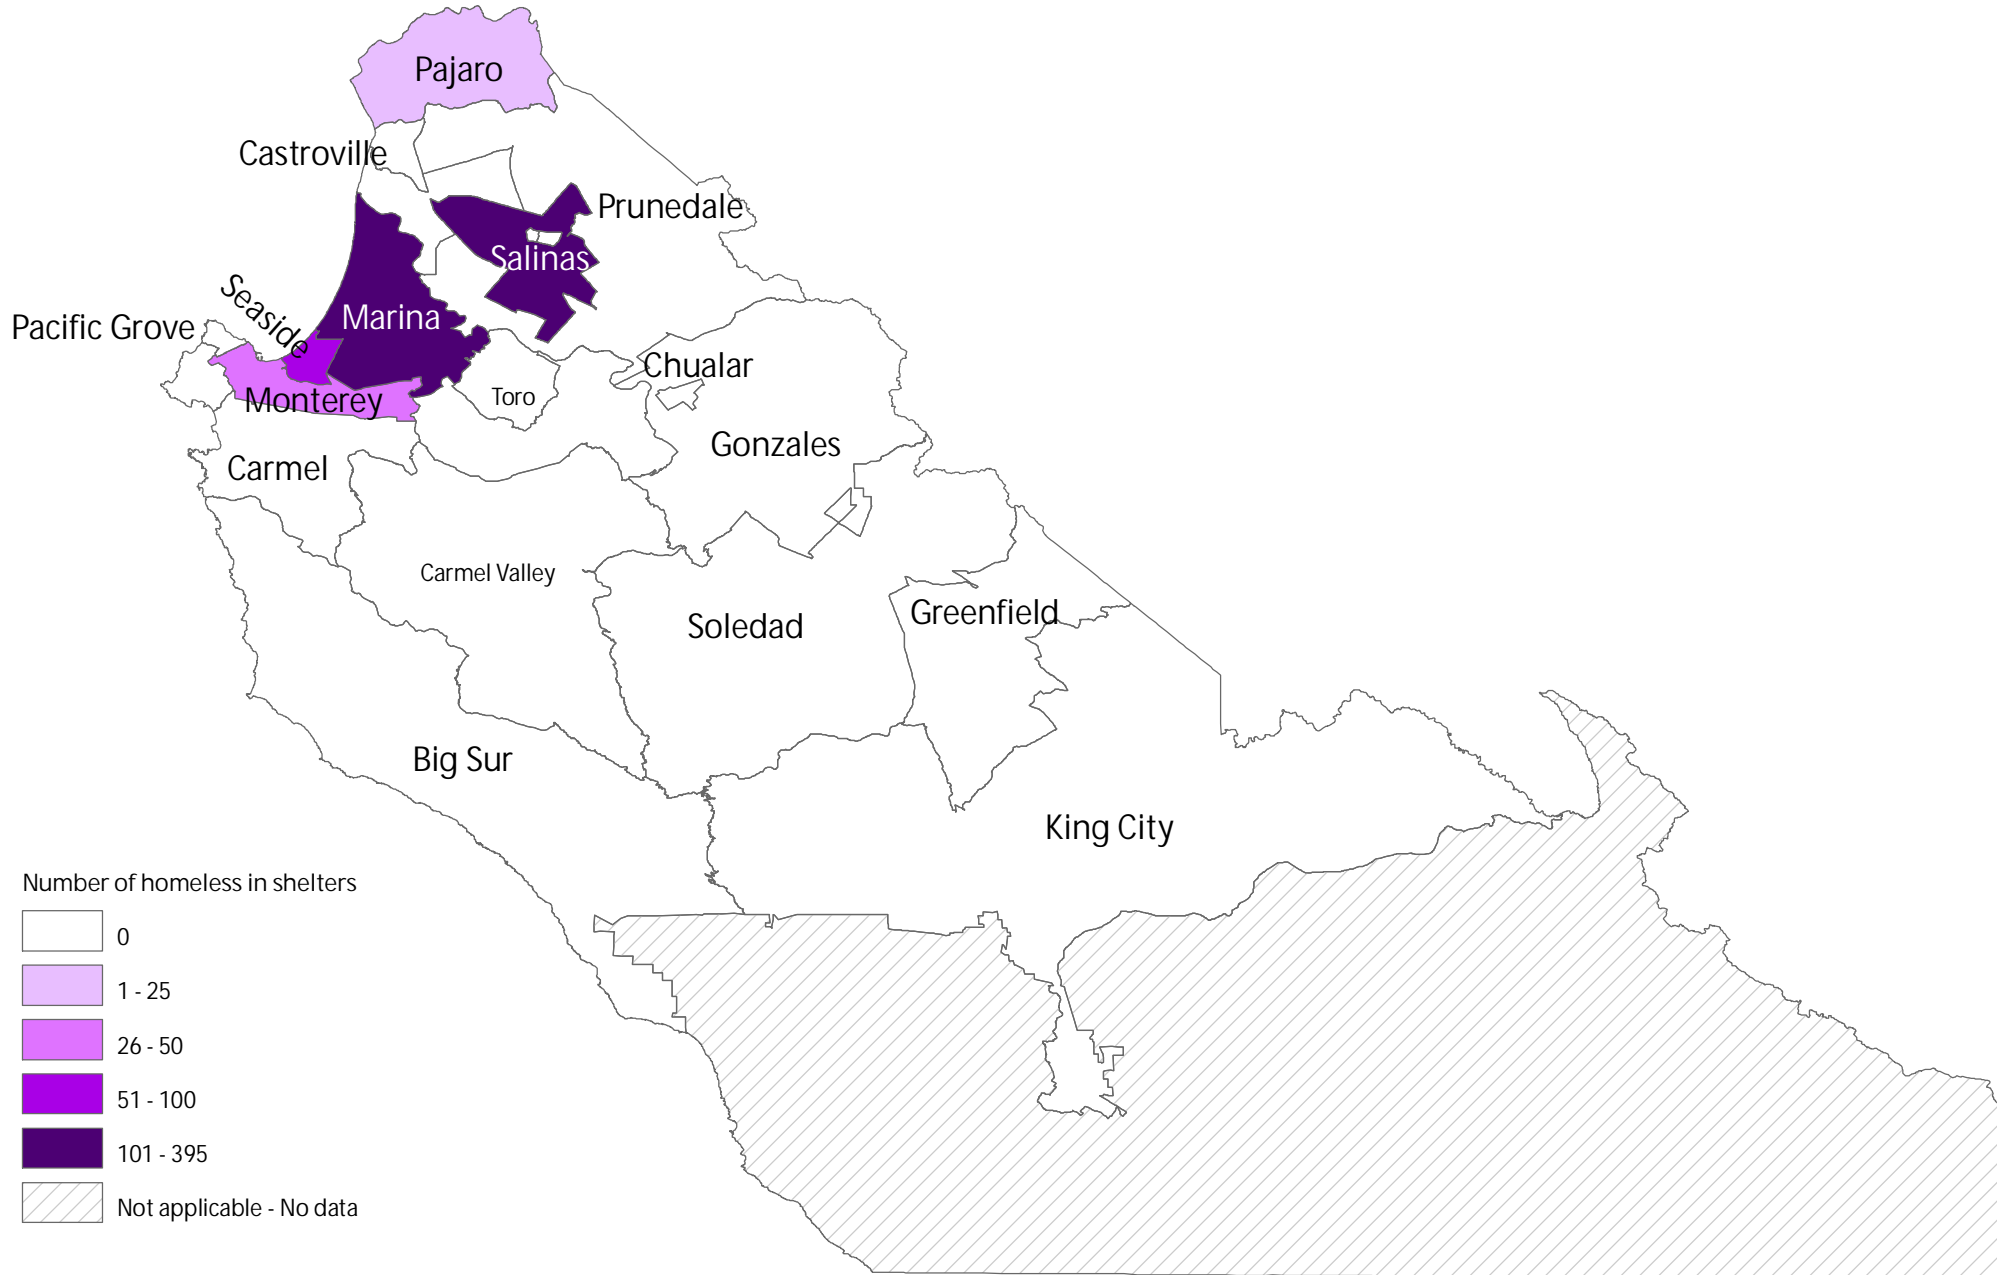 Pajaro
Castroville
Prunedale
Salinas
Seaside
Marina
Pacific Grove
Chualar
Toro
Monterey
Gonzales
Carmel
Carmel Valley
Greenfield
Soledad
Big Sur
King City
Number of homeless in shelters
0
1 - 25
26 - 50
51 - 100
101 - 395
Not applicable - No data